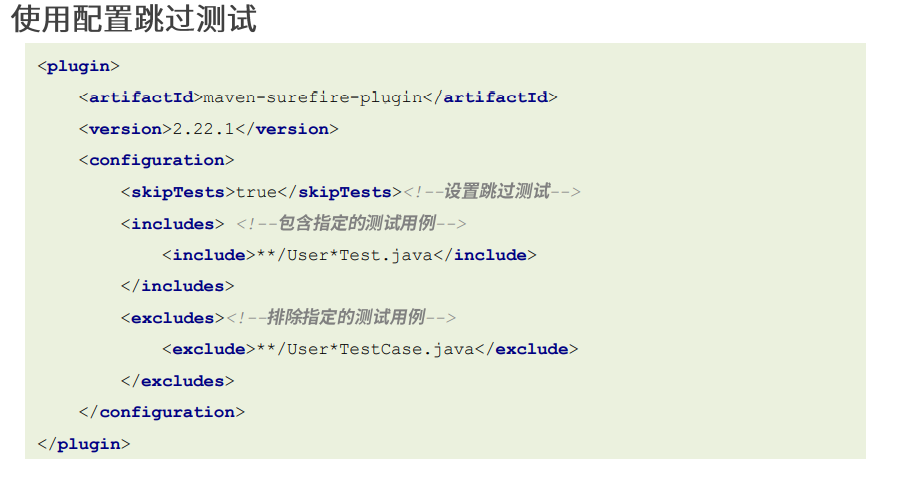 使用配置跳过测试
<plugin>
    <artifactId>maven-surefire-plugin</artifactId>
    <version>2.22.1</version>
    <configuration>
        <skipTests>true</skipTests><!--设置跳过测试-->
        <includes> <!--包含指定的测试用例-->
            <include>**/User*Test.java</include>
        </includes>
        <excludes><!--排除指定的测试用例-->
            <exclude>**/User*TestCase.java</exclude>
        </excludes>
    </configuration>
</plugin>